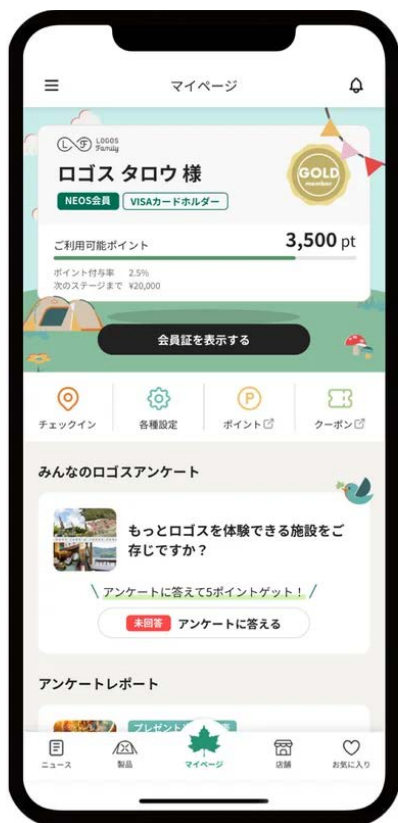 マイページ
LOGOS
Family
ロゴス タロウ 様
GOLD
member
NEOS会員 VISAカードホルダー
ご利用可能ポイント 3,500 pt
ポイント付与率 2.5%
次のステージまで ¥20,000
会員証を表示する
チェックイン 各種設定 ポイント クーポン
みんなのロゴスアンケート
もっとロゴスを体験できる施設をご
存じですか？
\ アンケートに答えて5ポイントゲット！ /
未回答 アンケートに答える
アンケートレポート
ニュース 製品 マイページ 店舗 お気に入り